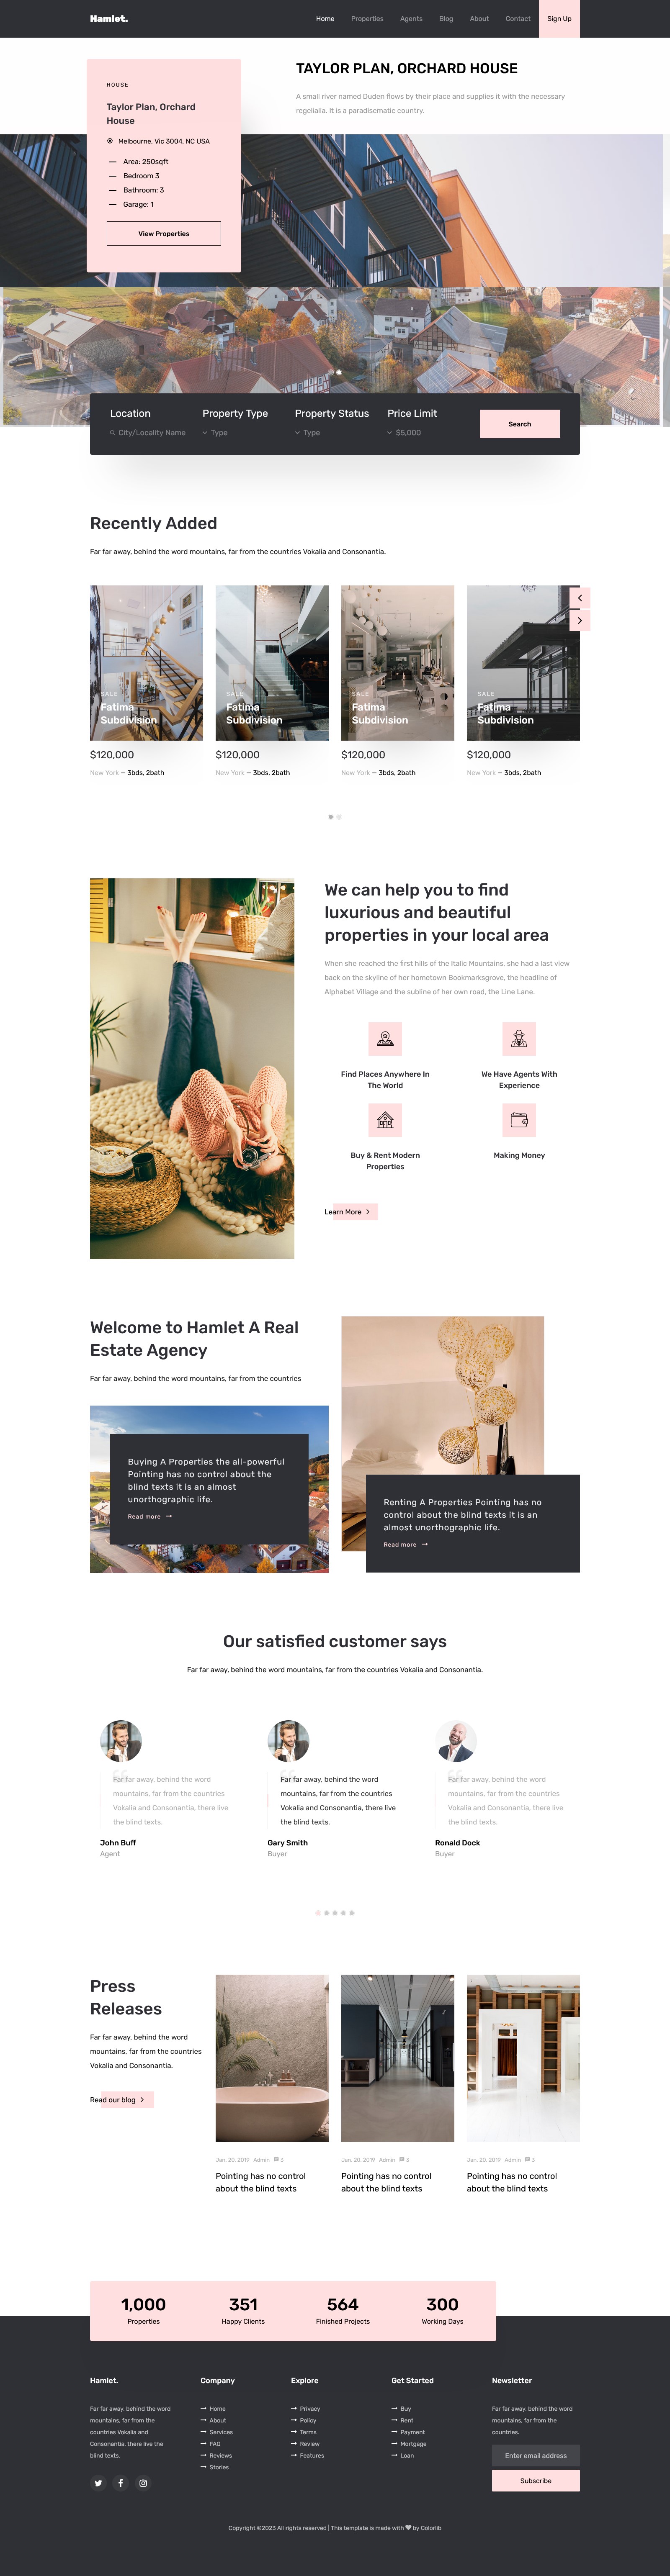 Hamlet.
Home Properties Agents Blog About Contact Sign Up
TAYLOR PLAN, ORCHARD HOUSE
A small river named Duden flows by their place and supplies it with the necessary
regelialia. It is a paradisematic country.
HOUSE
Taylor Plan, Orchard
House
Melbourne, Vic 3004, NC USA
Area: 250sqft
Bedroom 3
Bathroom: 3
Garage: 1
View Properties
Location Property Type Property Status Price Limit
City/Locality Name Type Type $5,000
Search
Recently Added
Far far away, behind the word mountains, far from the countries Vokalia and Consonantia.
SALE
Fatima
Subdivision
$120,000
New York — 3bds, 2bath
SALE
Fatima
Subdivision
$120,000
New York — 3bds, 2bath
SALE
Fatima
Subdivision
$120,000
New York — 3bds, 2bath
SALE
Fatima
Subdivision
$120,000
New York — 3bds, 2bath
We can help you to find
luxurious and beautiful
properties in your local area
When she reached the first hills of the Italic Mountains, she had a last view
back on the skyline of her hometown Bookmarksgrove, the headline of
Alphabet Village and the subline of her own road, the Line Lane.
Find Places Anywhere In
The World
We Have Agents With
Experience
Buy & Rent Modern
Properties
Making Money
Learn More
Welcome to Hamlet A Real
Estate Agency
Far far away, behind the word mountains, far from the countries
Buying A Properties the all-powerful
Pointing has no control about the
blind texts it is an almost
unorthographic life.
Read more
Renting A Properties Pointing has no
control about the blind texts it is an
almost unorthographic life.
Read more
Our satisfied customer says
Far far away, behind the word mountains, far from the countries Vokalia and Consonantia.
Far far away, behind the word
mountains, far from the countries
Vokalia and Consonantia, there live
the blind texts.
John Buff
Agent
Far far away, behind the word
mountains, far from the countries
Vokalia and Consonantia, there live
the blind texts.
Gary Smith
Buyer
Far far away, behind the word
mountains, far from the countries
Vokalia and Consonantia, there live
the blind texts.
Ronald Dock
Buyer
Press
Releases
Far far away, behind the word
mountains, far from the countries
Vokalia and Consonantia.
Read our blog
Jan. 20, 2019 Admin 3
Pointing has no control
about the blind texts
Jan. 20, 2019 Admin 3
Pointing has no control
about the blind texts
Jan. 20, 2019 Admin 3
Pointing has no control
about the blind texts
1,000 351 564 300
Properties Happy Clients Finished Projects Working Days
Hamlet.
Far far away, behind the word
mountains, far from the
countries Vokalia and
Consonantia, there live the
blind texts.
Company
Home
About
Services
FAQ
Reviews
Stories
Explore
Privacy
Policy
Terms
Review
Features
Get Started
Buy
Rent
Payment
Mortgage
Loan
Newsletter
Far far away, behind the word
mountains, far from the
countries.
Enter email address
Subscribe
Copyright ©2023 All rights reserved | This template is made with ♥ by Colorlib